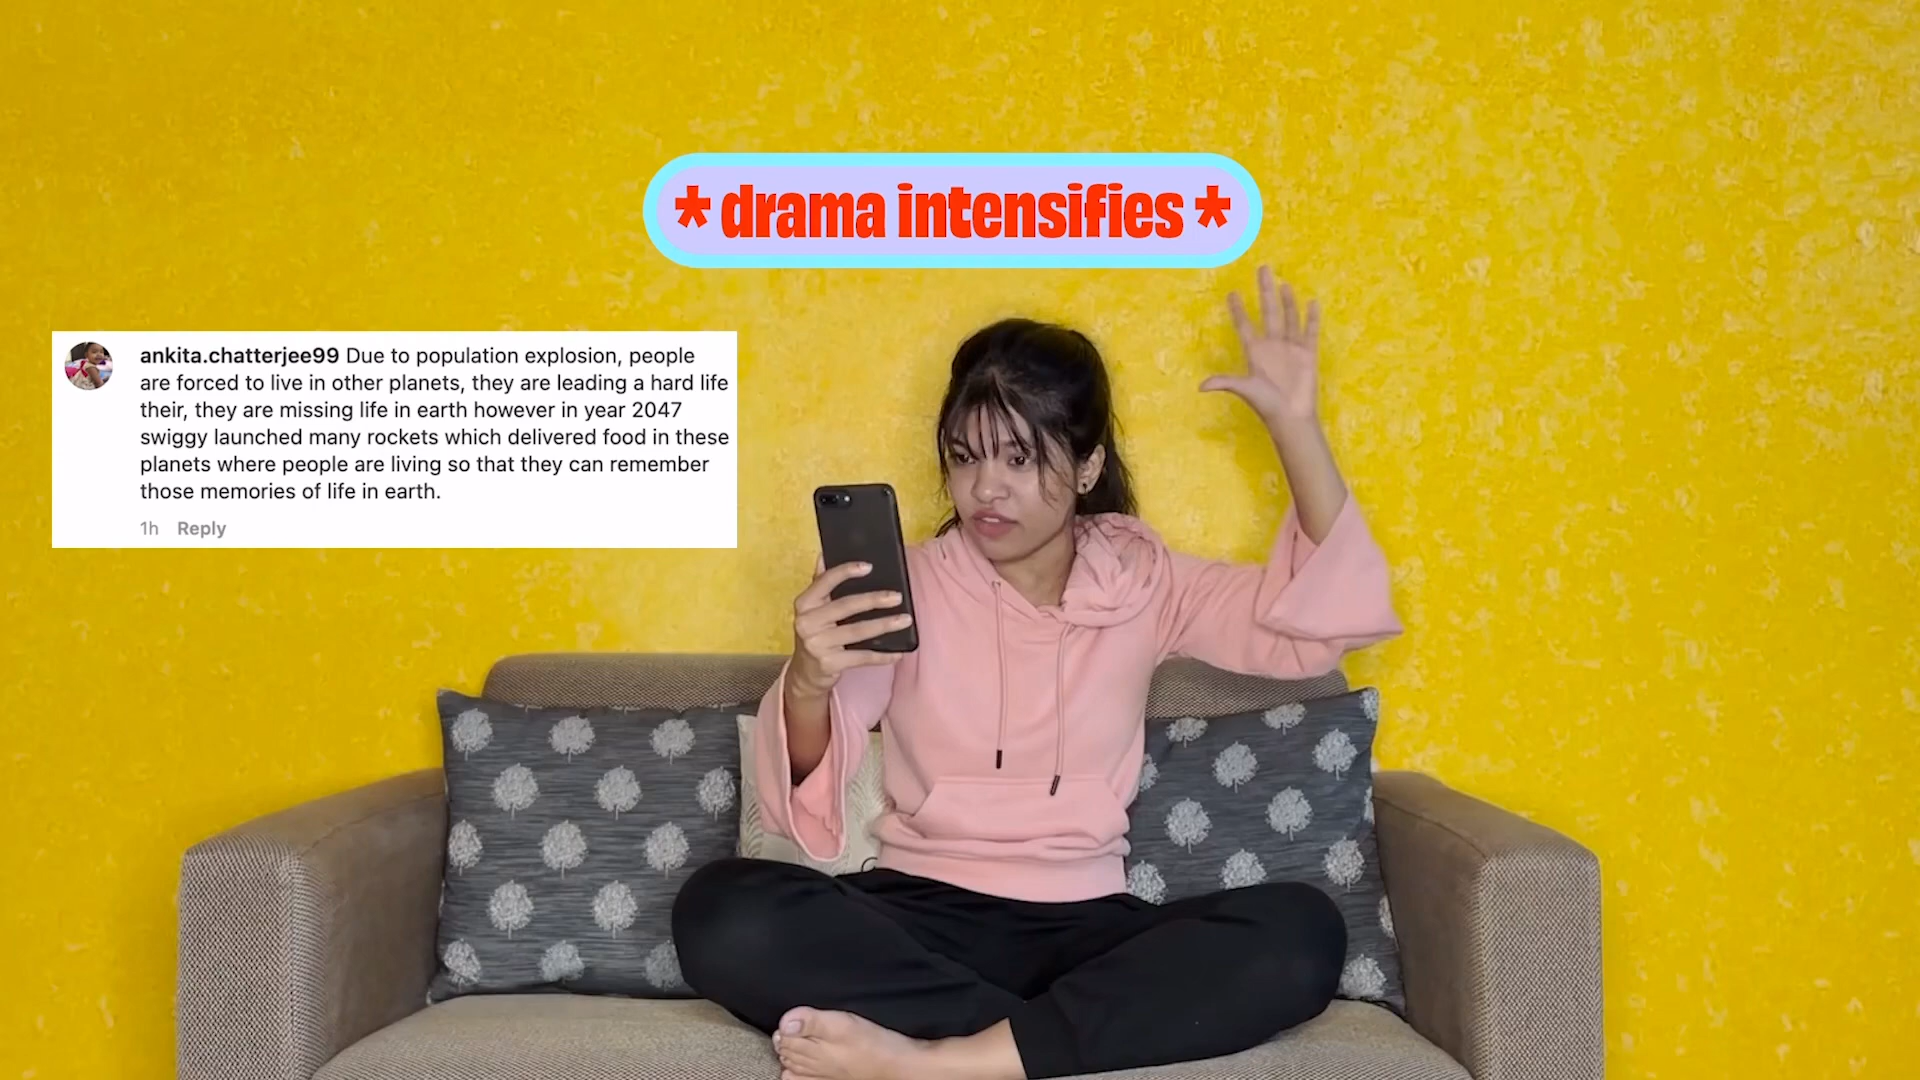 * drama intensifies *
ankita.chatterjee99 Due to population explosion, people
are forced to live in other planets, they are leading a hard life
their, they are missing life in earth however in year 2047
swiggy launched many rockets which delivered food in these
planets where people are living so that they can remember
those memories of life in earth.
1h Reply